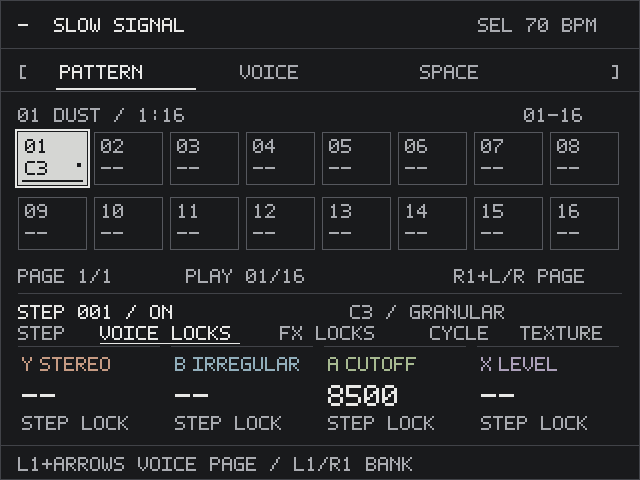 — SLOW SIGNAL SEL 70 BPM
[ PATTERN VOICE SPACE ]
01 DUST / 1:16 01-16
01 02 03 04 05 06 07 08
C3 -- -- -- -- -- -- --
09 10 11 12 13 14 15 16
-- -- -- -- -- -- -- --
PAGE 1/1 PLAY 01/16 R1+L/R PAGE
STEP 001 / ON C3 / GRANULAR
STEP VOICE LOCKS FX LOCKS CYCLE TEXTURE
Y STEREO B IRREGULAR A CUTOFF X LEVEL
-- -- 8500 --
STEP LOCK STEP LOCK STEP LOCK STEP LOCK
L1+ARROWS VOICE PAGE / L1/R1 BANK